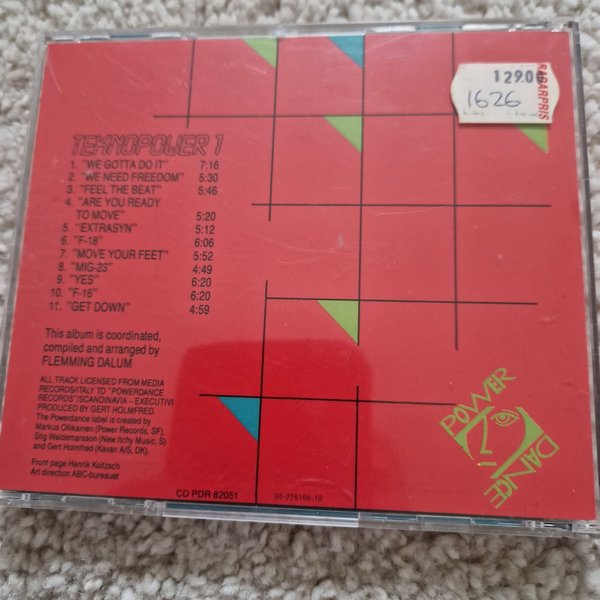 129.00
RADARPRIS
1626
TEKNOPOWER 1
1. "WE GOTTA DO IT" 7:16
2. "WE NEED FREEDOM" 5:30
3. "FEEL THE BEAT" 5:46
4. "ARE YOU READY
TO MOVE" 5:20
5. "EXTRASYN" 5:12
6. "F-18" 6:06
7. "MOVE YOUR FEET" 5:52
8. "MIG-23" 4:49
9. "YES" 6:20
10. "F-16" 6:20
11. "GET DOWN" 4:59
This album is coordinated,
compiled and arranged by
FLEMMING DALUM
ALL TRACK LICENSED FROM MEDIA
RECORDS/ITALY TO "POWERDANCE
RECORDS"/SCANDINAVIA - EXECUTIVE
PRODUCED BY GERT HOLMFRED.
The Powerdance label is created by
Markus Ollikainen (Power Records, SF),
Stig Waldemarsson (New Itchy Music, S)
and Gert Holmfred (Kavan A/S, DK).
Front page Henrik Koitzsch
Art direction ABC-bureauet
POWER
DANCE
CD PDR 82051
08-026166-10